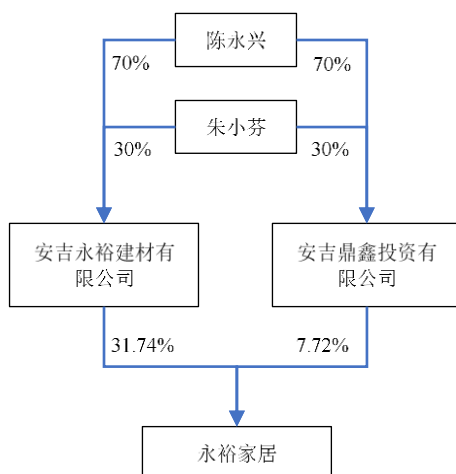 陈永兴
70%
70%
朱小芬
30%
30%
安吉永裕建材有
限公司
安吉鼎鑫投资有
限公司
31.74%
7.72%
永裕家居